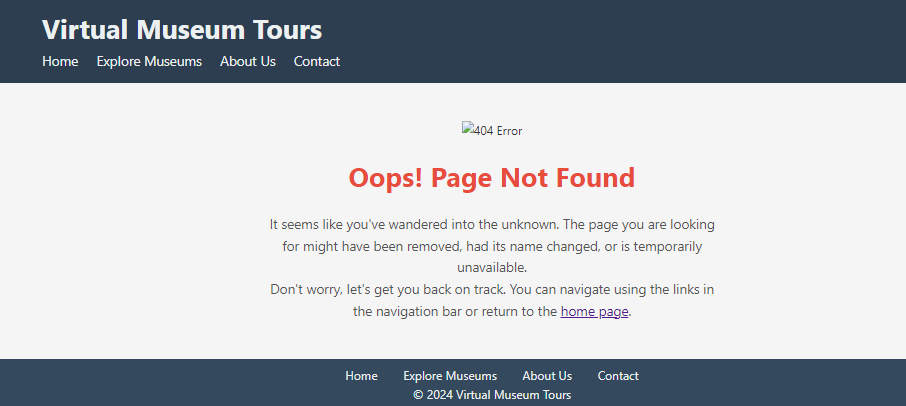 Virtual Museum Tours
Home Explore Museums About Us Contact
404 Error
Oops! Page Not Found
It seems like you've wandered into the unknown. The page you are looking
for might have been removed, had its name changed, or is temporarily
unavailable.
Don't worry, let's get you back on track. You can navigate using the links in
the navigation bar or return to the home page.
Home Explore Museums About Us Contact
© 2024 Virtual Museum Tours